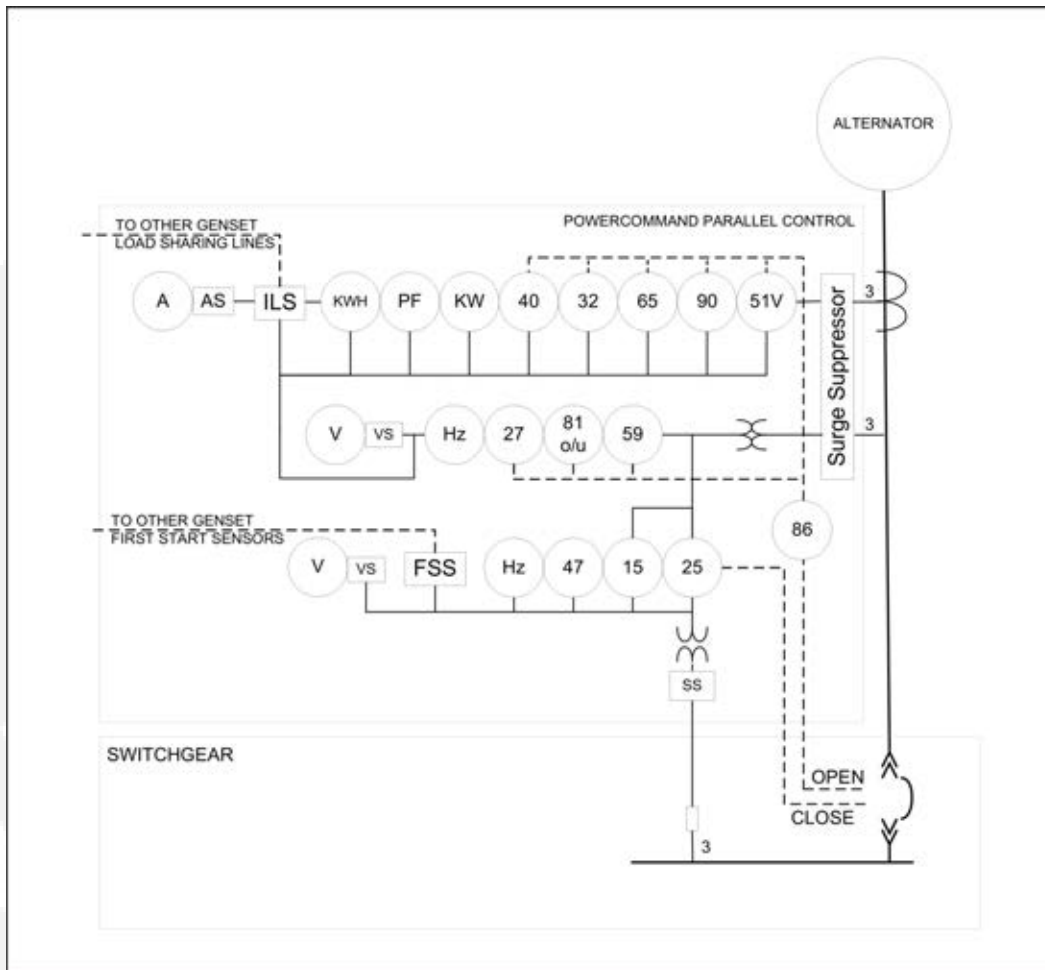 ALTERNATOR
TO OTHER GENSET
LOAD SHARING LINES
POWERCOMMAND PARALLEL CONTROL
A
AS
ILS
KWH
PF
KW
40
32
65
90
51V
3
Surge Suppressor
V
VS
Hz
27
81
o/u
59
3
TO OTHER GENSET
FIRST START SENSORS
86
V
VS
FSS
Hz
47
15
25
SS
SWITCHGEAR
OPEN
CLOSE
3